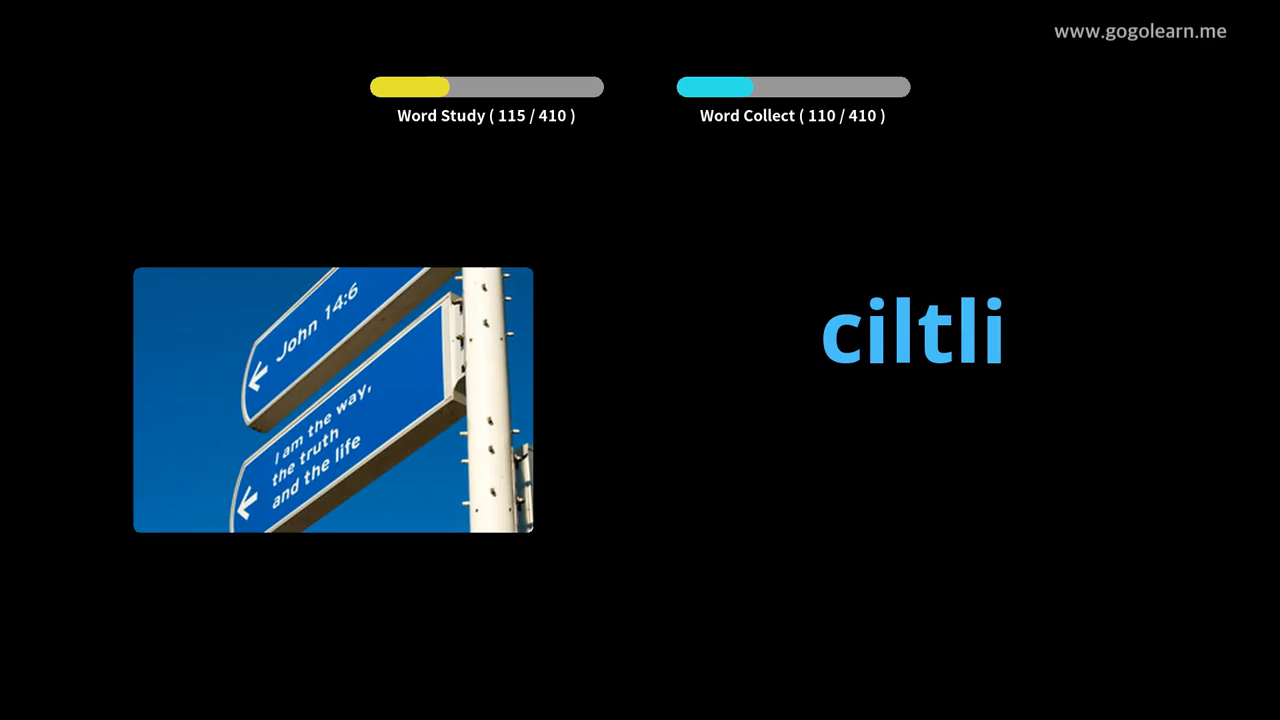 www.gogolearn.me
Word Study ( 115 / 410 )
Word Collect ( 110 / 410 )
John 14:6
I am the way,
the truth
and the life
ciltli